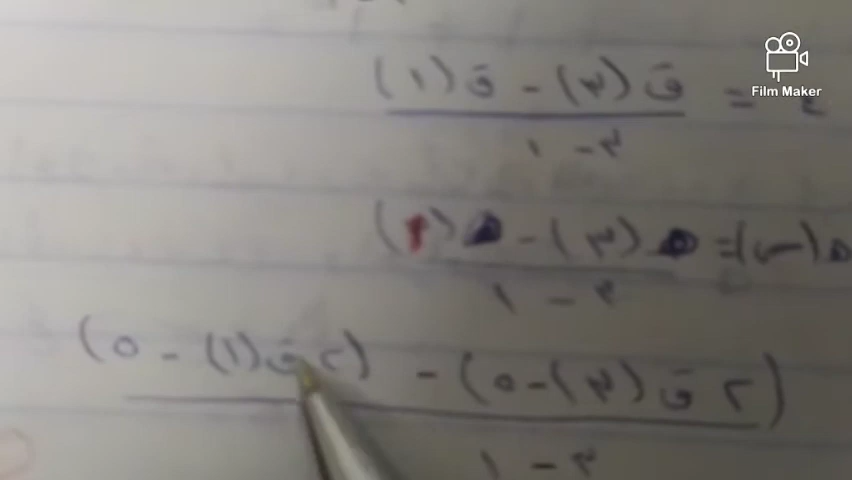 Film Maker
= ق(٣) - ق(١)
٣ - ١
ه(س) = ه(٣) - ه(١)
٣ - ١
(٢ق(٣) - ٥) - (٢ق(١) - ٥)
٣ - ١